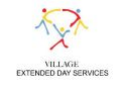 VILLAGE
EXTENDED DAY SERVICES